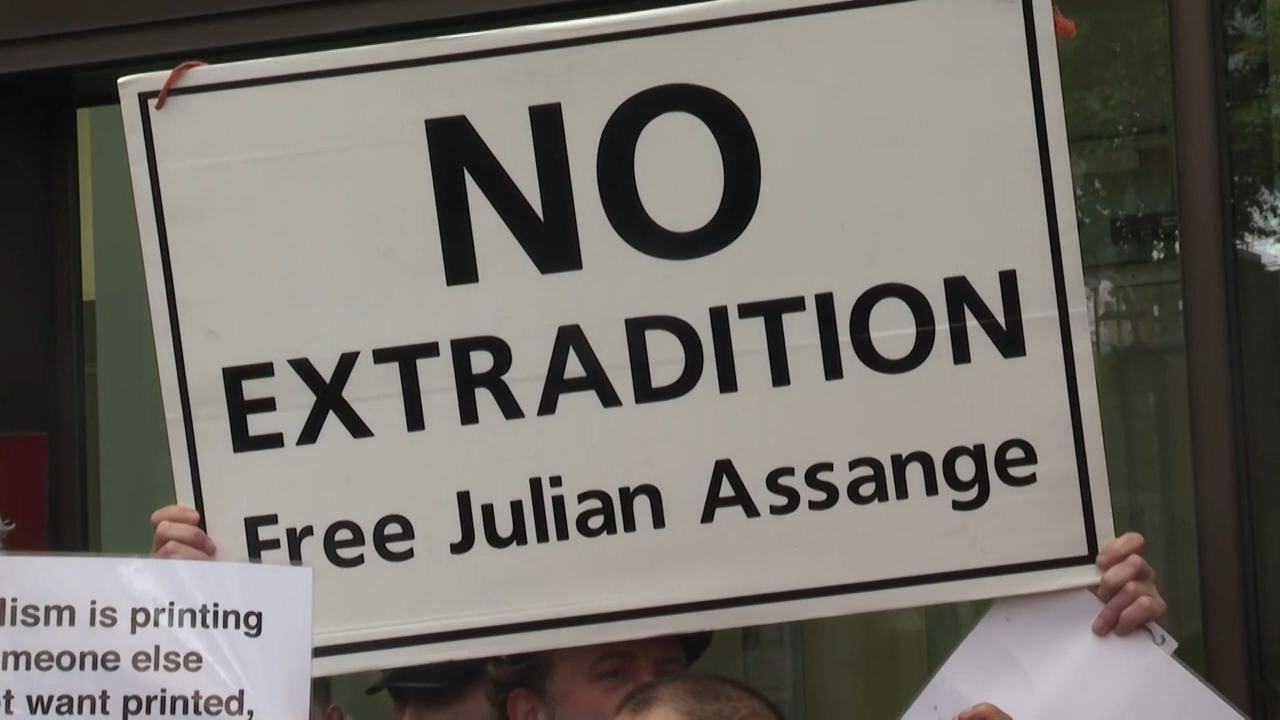 NO
EXTRADITION
Free Julian Assange
lism is printing
meone else
t want printed,